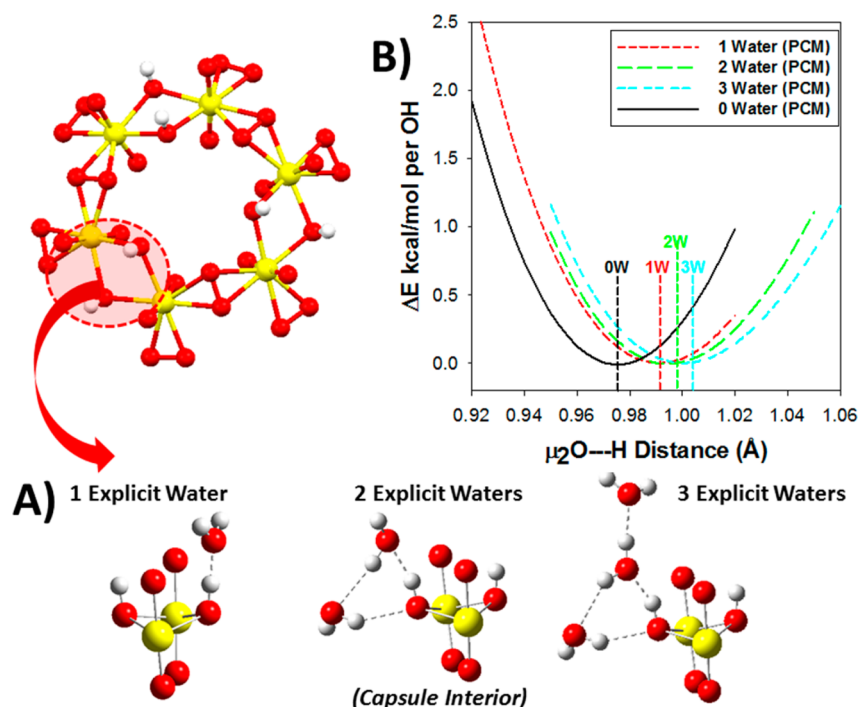 B)
2.5
2.0
1.5
1.0
0.5
0.0
ΔE kcal/mol per OH
1 Water (PCM)
2 Water (PCM)
3 Water (PCM)
0 Water (PCM)
2W
0W 1W 3W
0.92 0.94 0.96 0.98 1.00 1.02 1.04 1.06
μ₂O---H Distance (Å)
A)
1 Explicit Water
2 Explicit Waters
3 Explicit Waters
(Capsule Interior)